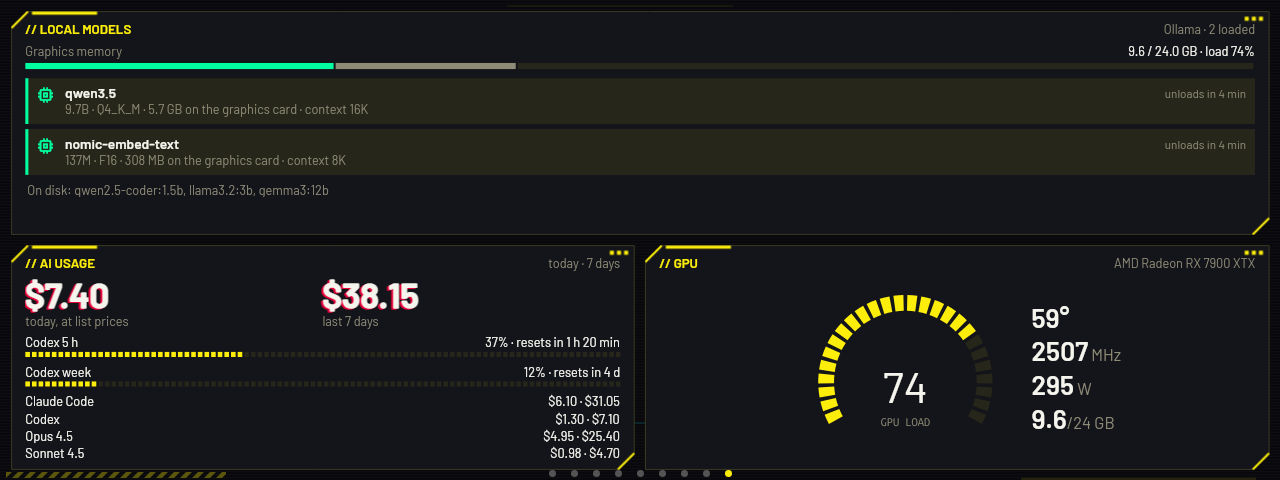 // LOCAL MODELS
Ollama · 2 loaded
Graphics memory
9.6 / 24.0 GB · load 74%
qwen3.5
unloads in 4 min
9.7B · Q4_K_M · 5.7 GB on the graphics card · context 16K
nomic-embed-text
unloads in 4 min
137M · F16 · 308 MB on the graphics card · context 8K
On disk: qwen2.5-coder:1.5b, llama3.2:3b, gemma3:12b
// AI USAGE
today · 7 days
$7.40
$38.15
today, at list prices
last 7 days
Codex 5 h
37% · resets in 1 h 20 min
Codex week
12% · resets in 4 d
Claude Code
$6.10 · $31.05
Codex
$1.30 · $7.10
Opus 4.5
$4.95 · $25.40
Sonnet 4.5
$0.98 · $4.70
// GPU
AMD Radeon RX 7900 XTX
74
GPU LOAD
59°
2507 MHz
295 W
9.6/24 GB